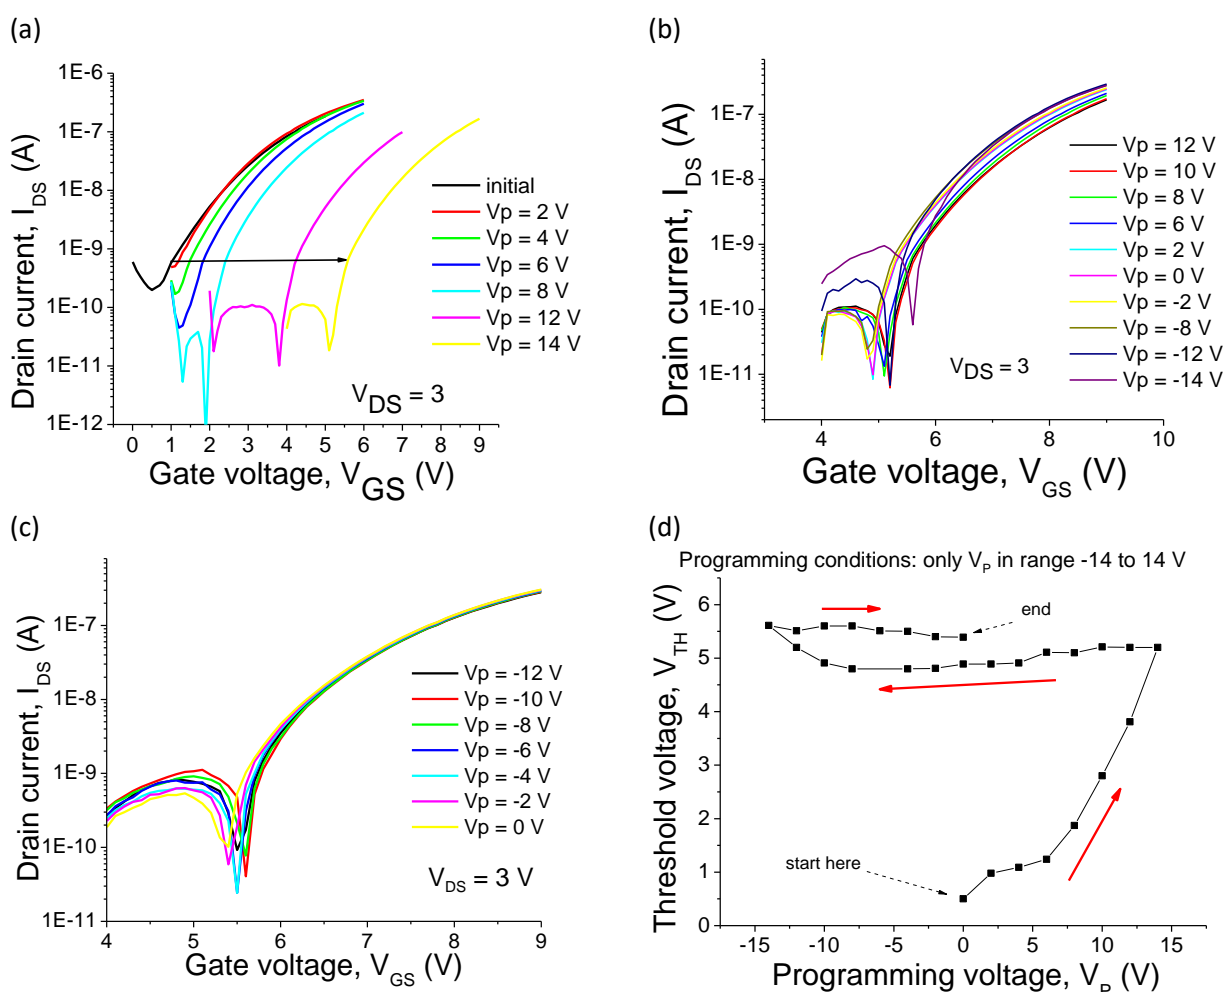 (a)
1E-6
1E-7
1E-8
1E-9
1E-10
1E-11
1E-12
Drain current, I_DS (A)
initial
Vp = 2 V
Vp = 4 V
Vp = 6 V
Vp = 8 V
Vp = 12 V
Vp = 14 V
V_DS = 3
0 1 2 3 4 5 6 7 8 9
Gate voltage, V_GS (V)
(b)
1E-7
1E-8
1E-9
1E-10
1E-11
Drain current, I_DS (A)
Vp = 12 V
Vp = 10 V
Vp = 8 V
Vp = 6 V
Vp = 2 V
Vp = 0 V
Vp = -2 V
Vp = -8 V
Vp = -12 V
Vp = -14 V
V_DS = 3
4 6 8 10
Gate voltage, V_GS (V)
(c)
1E-7
1E-8
1E-9
1E-10
1E-11
Drain current, I_DS (A)
Vp = -12 V
Vp = -10 V
Vp = -8 V
Vp = -6 V
Vp = -4 V
Vp = -2 V
Vp = 0 V
V_DS = 3 V
4 5 6 7 8 9
Gate voltage, V_GS (V)
(d)
Programming conditions: only V_P in range -14 to 14 V
6
5
4
3
2
1
0
Threshold voltage, V_TH (V)
end
start here
-15 -10 -5 0 5 10 15
Programming voltage, V_P (V)